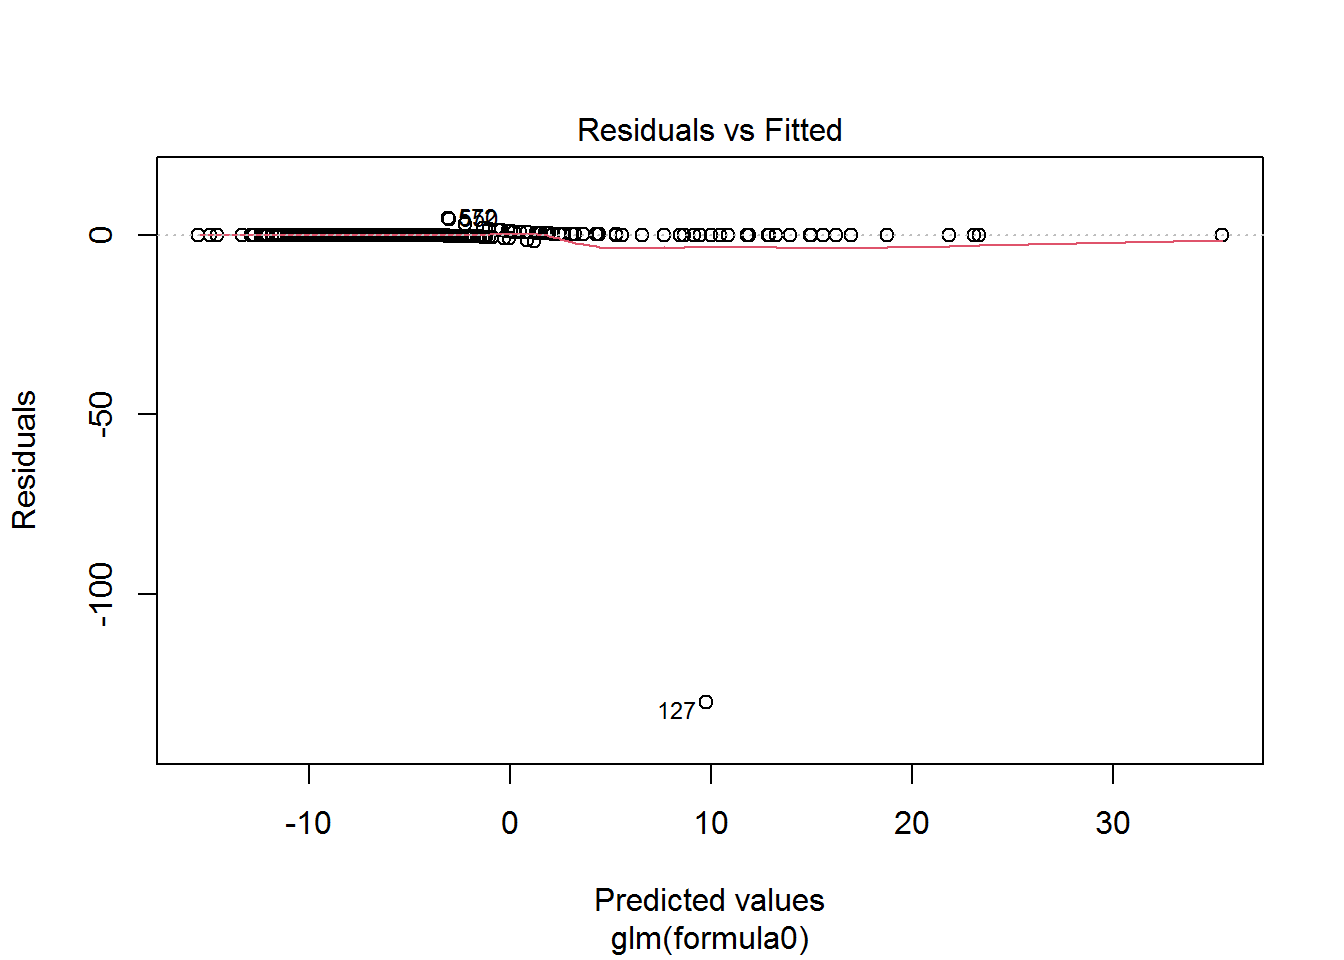 Residuals vs Fitted
Residuals
0
-50
-100
127
-10 0 10 20 30
Predicted values
glm(formula0)